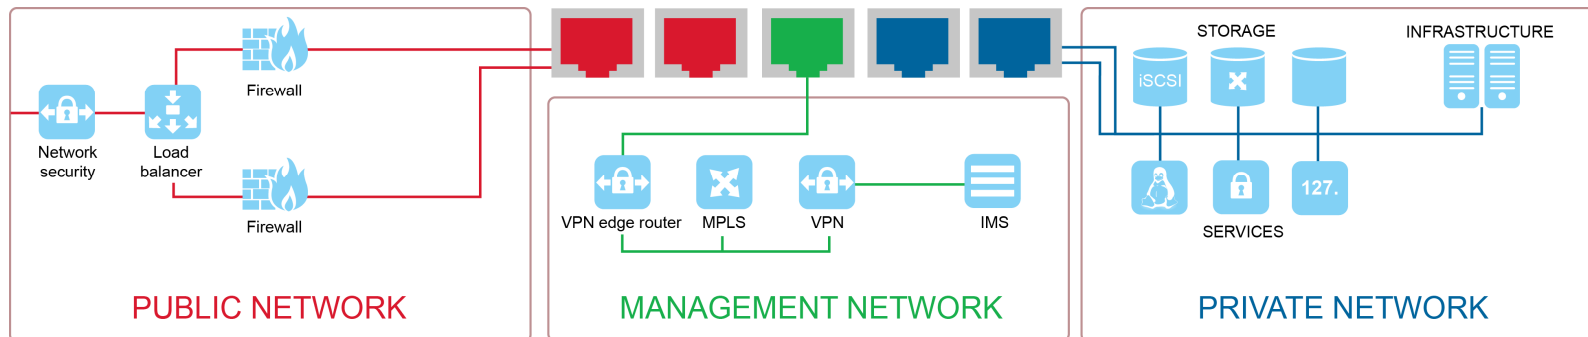 Firewall
Network
security
Load
balancer
Firewall
PUBLIC NETWORK
VPN edge router
MPLS
VPN
IMS
MANAGEMENT NETWORK
STORAGE
INFRASTRUCTURE
iSCSI
127.
SERVICES
PRIVATE NETWORK